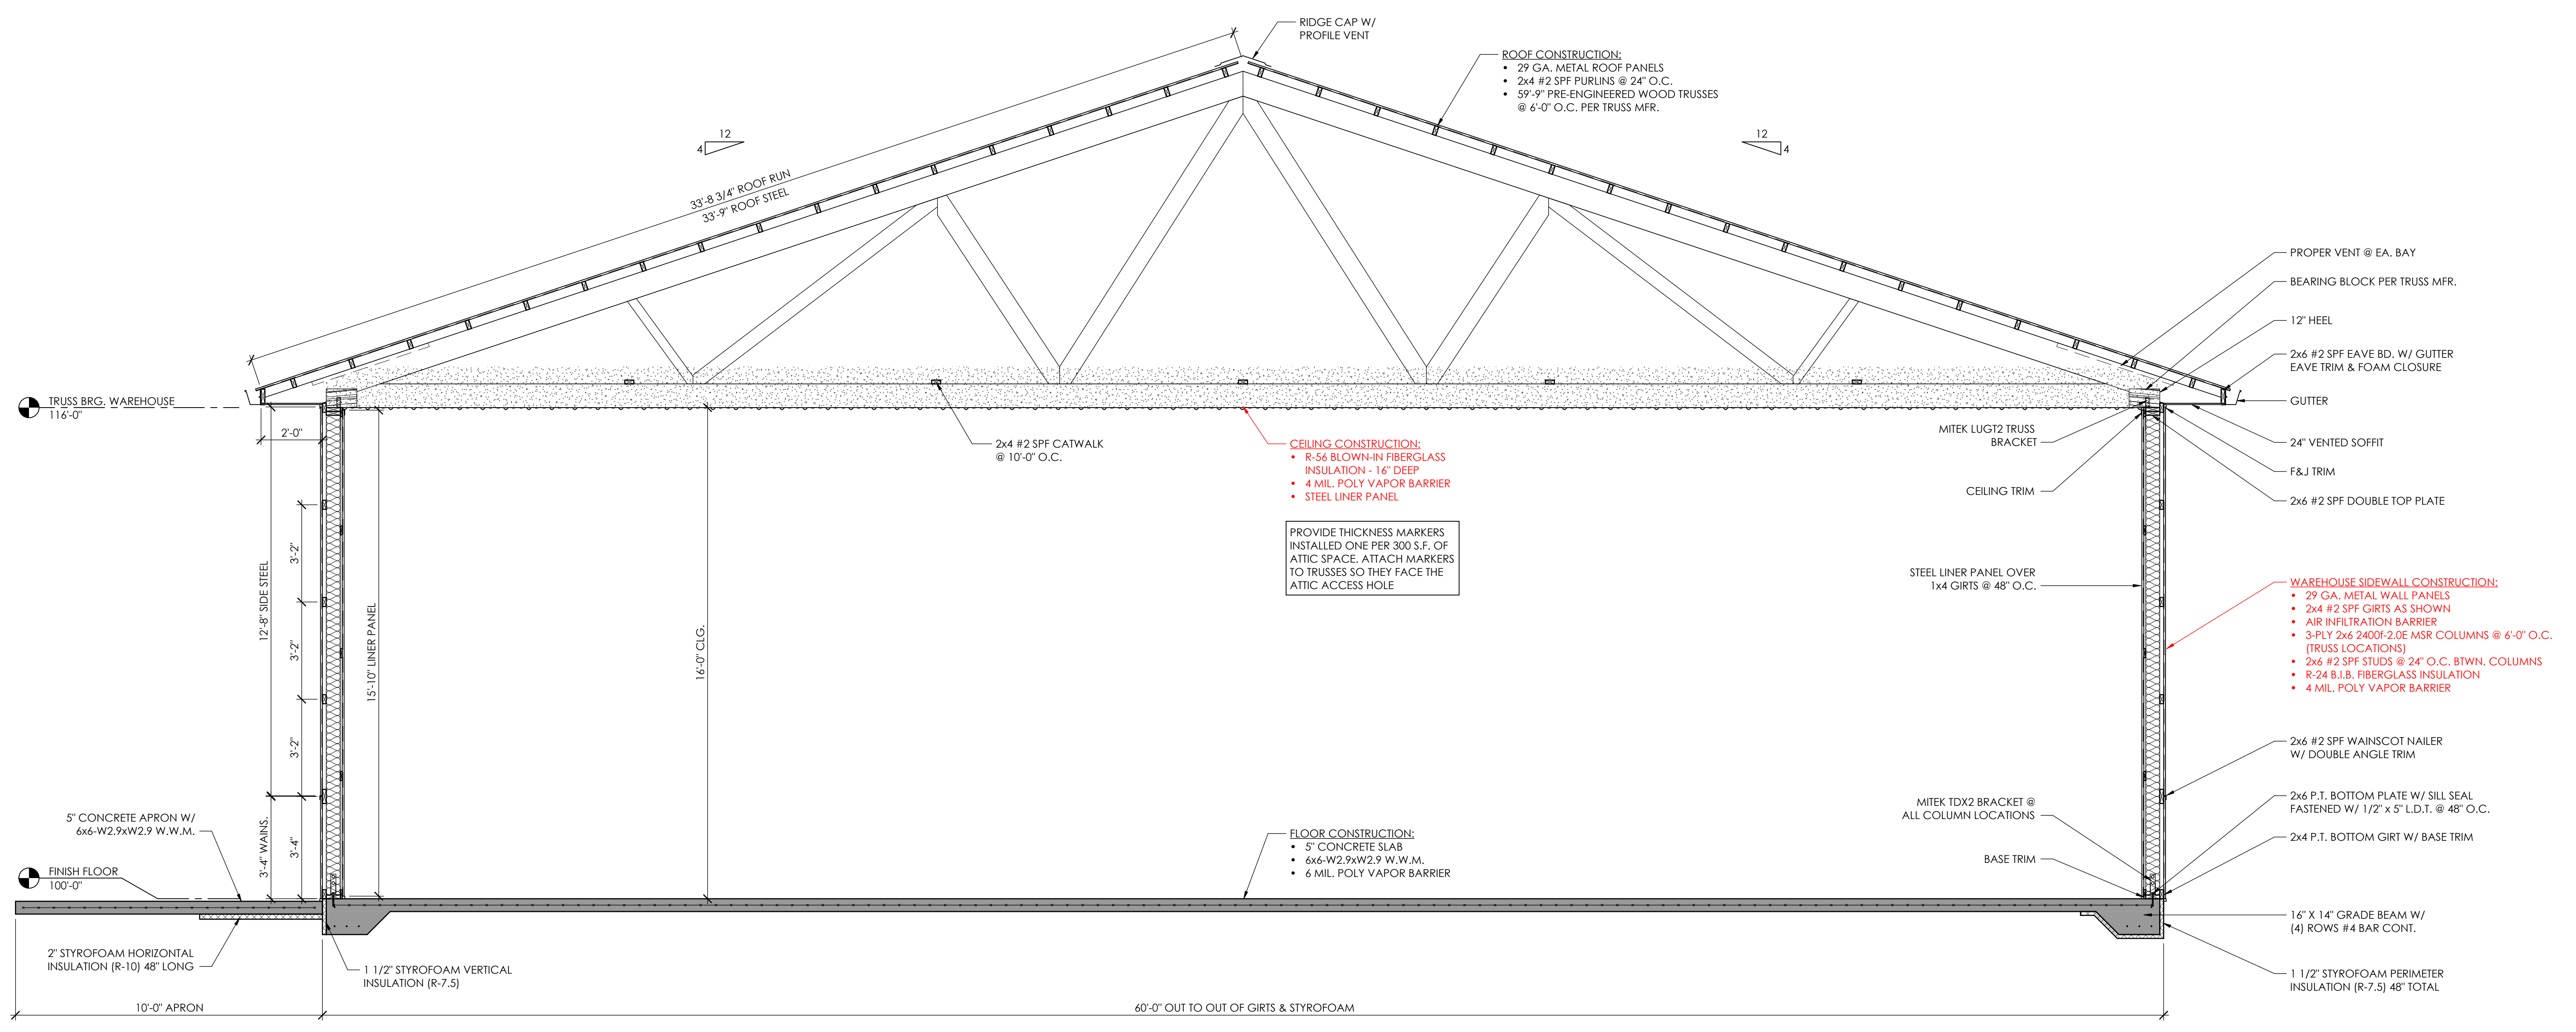 RIDGE CAP W/
PROFILE VENT
ROOF CONSTRUCTION:
• 29 GA. METAL ROOF PANELS
• 2x4 #2 SPF PURLINS @ 24" O.C.
• 59'-9" PRE-ENGINEERED WOOD TRUSSES
@ 6'-0" O.C. PER TRUSS MFR.
12
4
12
4
33'-8 3/4" ROOF RUN
33'-9" ROOF STEEL
PROPER VENT @ EA. BAY
BEARING BLOCK PER TRUSS MFR.
12" HEEL
2x6 #2 SPF EAVE BD. W/ GUTTER
EAVE TRIM & FOAM CLOSURE
GUTTER
24" VENTED SOFFIT
F&J TRIM
2x6 #2 SPF DOUBLE TOP PLATE
TRUSS BRG. WAREHOUSE
116'-0"
2'-0"
2x4 #2 SPF CATWALK
@ 10'-0" O.C.
CEILING CONSTRUCTION:
• R-56 BLOWN-IN FIBERGLASS
INSULATION - 16" DEEP
• 4 MIL. POLY VAPOR BARRIER
• STEEL LINER PANEL
PROVIDE THICKNESS MARKERS
INSTALLED ONE PER 300 S.F. OF
ATTIC SPACE. ATTACH MARKERS
TO TRUSSES SO THEY FACE THE
ATTIC ACCESS HOLE
MITEK LUGT2 TRUSS
BRACKET
CEILING TRIM
STEEL LINER PANEL OVER
1x4 GIRTS @ 48" O.C.
WAREHOUSE SIDEWALL CONSTRUCTION:
• 29 GA. METAL WALL PANELS
• 2x4 #2 SPF GIRTS AS SHOWN
• AIR INFILTRATION BARRIER
• 3-PLY 2x6 2400f-2.0E MSR COLUMNS @ 6'-0" O.C.
(TRUSS LOCATIONS)
• 2x6 #2 SPF STUDS @ 24" O.C. BTWN. COLUMNS
• R-24 B.I.B. FIBERGLASS INSULATION
• 4 MIL. POLY VAPOR BARRIER
12'-8" SIDE STEEL
3'-2"
3'-2"
3'-2"
3'-4"
3'-4" WAINS.
15'-10" LINER PANEL
16'-0" CLG.
2x6 #2 SPF WAINSCOT NAILER
W/ DOUBLE ANGLE TRIM
2x6 P.T. BOTTOM PLATE W/ SILL SEAL
FASTENED W/ 1/2" x 5" L.D.T. @ 48" O.C.
2x4 P.T. BOTTOM GIRT W/ BASE TRIM
MITEK TDX2 BRACKET @
ALL COLUMN LOCATIONS
BASE TRIM
5" CONCRETE APRON W/
6x6-W2.9xW2.9 W.W.M.
FINISH FLOOR
100'-0"
FLOOR CONSTRUCTION:
• 5" CONCRETE SLAB
• 6x6-W2.9xW2.9 W.W.M.
• 6 MIL. POLY VAPOR BARRIER
16" X 14" GRADE BEAM W/
(4) ROWS #4 BAR CONT.
2" STYROFOAM HORIZONTAL
INSULATION (R-10) 48" LONG
1 1/2" STYROFOAM VERTICAL
INSULATION (R-7.5)
1 1/2" STYROFOAM PERIMETER
INSULATION (R-7.5) 48" TOTAL
10'-0" APRON
60'-0" OUT TO OUT OF GIRTS & STYROFOAM